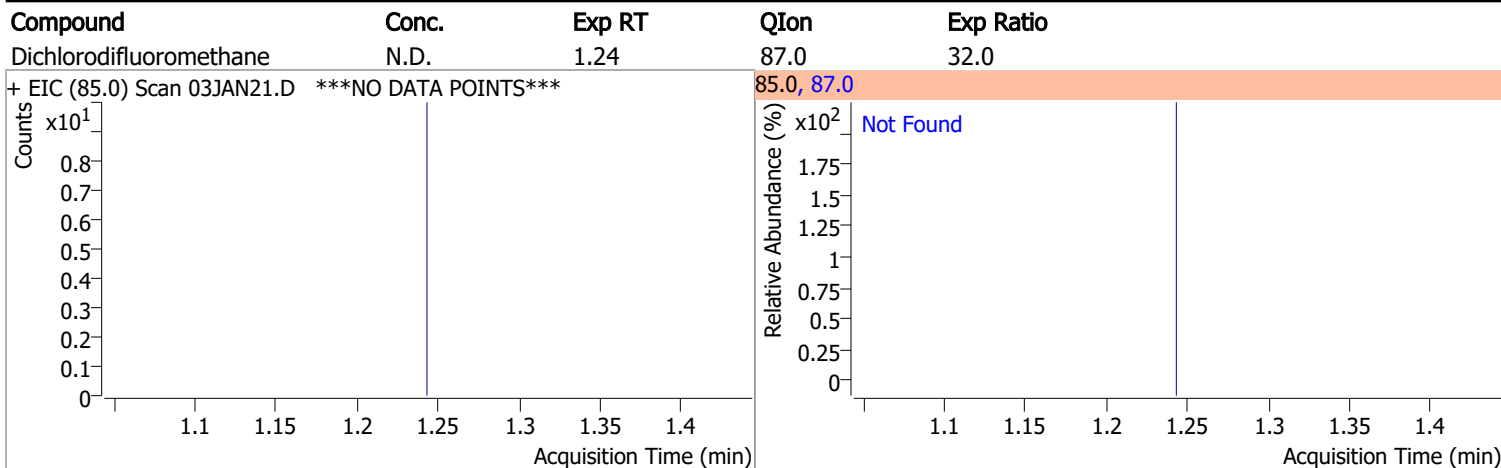 Compound Conc. Exp RT QIon Exp Ratio
Dichlorodifluoromethane N.D. 1.24 87.0 32.0
+ EIC (85.0) Scan 03JAN21.D ***NO DATA POINTS***
Counts
x10¹
0.8
0.7
0.6
0.5
0.4
0.3
0.2
0.1
0
1.1 1.15 1.2 1.25 1.3 1.35 1.4
Acquisition Time (min)
85.0, 87.0
Relative Abundance (%)
x10²
Not Found
1.75
1.5
1.25
1
0.75
0.5
0.25
0
1.1 1.15 1.2 1.25 1.3 1.35 1.4
Acquisition Time (min)